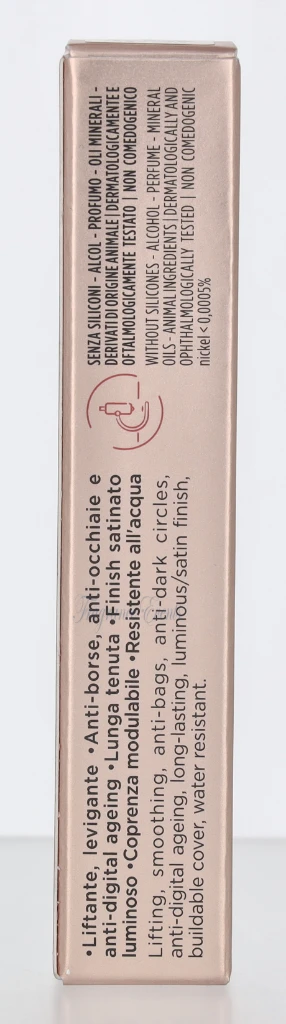 •Liftante, levigante •Anti-borse, anti-occhiaie e
anti-digital ageing •Lunga tenuta •Finish satinato
luminoso •Coprenza modulabile •Resistente all'acqua
Lifting, smoothing, anti-bags, anti-dark circles,
anti-digital ageing, long-lasting, luminous/satin finish,
buildable cover, water resistant.
SENZA SILICONI - ALCOL - PROFUMO - OLI MINERALI -
DERIVATI DI ORIGINE ANIMALE | DERMATOLOGICAMENTE E
OFTALMOLOGICAMENTE TESTATO | NON COMEDOGENICO
WITHOUT SILICONES - ALCOHOL - PERFUME - MINERAL
OILS - ANIMAL INGREDIENTS | DERMATOLOGICALLY AND
OPHTHALMOLOGICALLY TESTED | NON COMEDOGENIC
nickel < 0,0005%